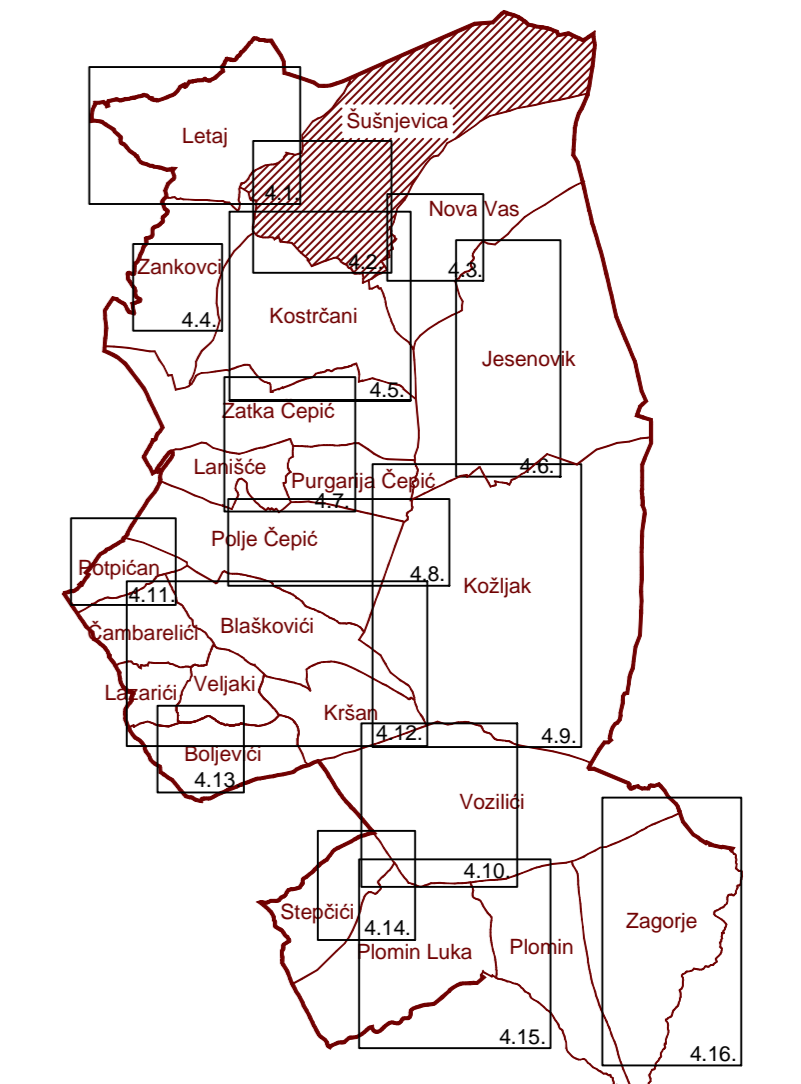 Šušnjevica
Letaj
4.1.
Nova Vas
4.2.
4.3.
Zankovci
4.4.
Kostrčani
Jesenovik
4.5.
Zatka Čepić
Lanišće
4.6.
Purgarija Čepić
4.7.
Polje Čepić
Potpićan
4.8.
Kožljak
4.11.
Čambarelići
Blaškovići
Veljaki
Lazarići
Kršan
4.12.
4.9.
Boljevići
4.13
Vozilići
4.10.
Stepčići
Zagorje
4.14.
Plomin Luka
Plomin
4.15.
4.16.